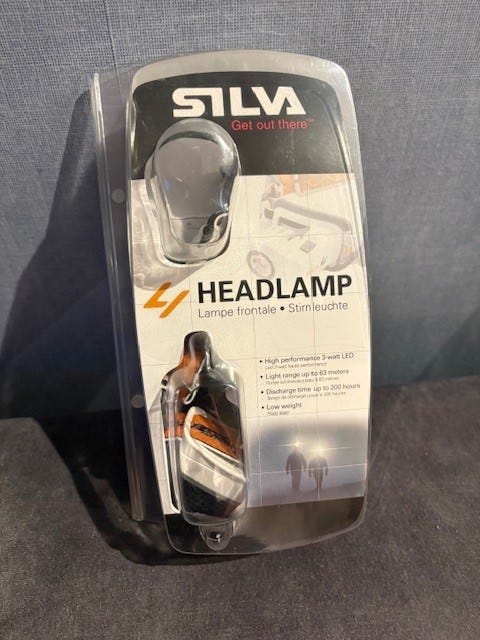 SILVA
Get out there™
HEADLAMP
Lampe frontale • Stirnleuchte
• High performance 3-watt LED
• Light range up to 63 meters
• Discharge time up to 200 hours
• Low weight